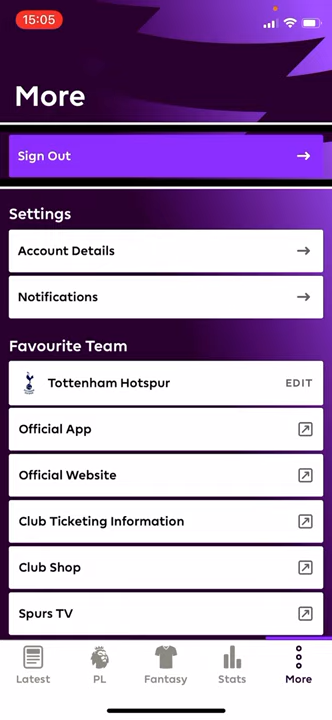 15:05
More
Sign Out
Settings
Account Details
Notifications
Favourite Team
Tottenham Hotspur EDIT
Official App
Official Website
Club Ticketing Information
Club Shop
Spurs TV
Latest PL Fantasy Stats More